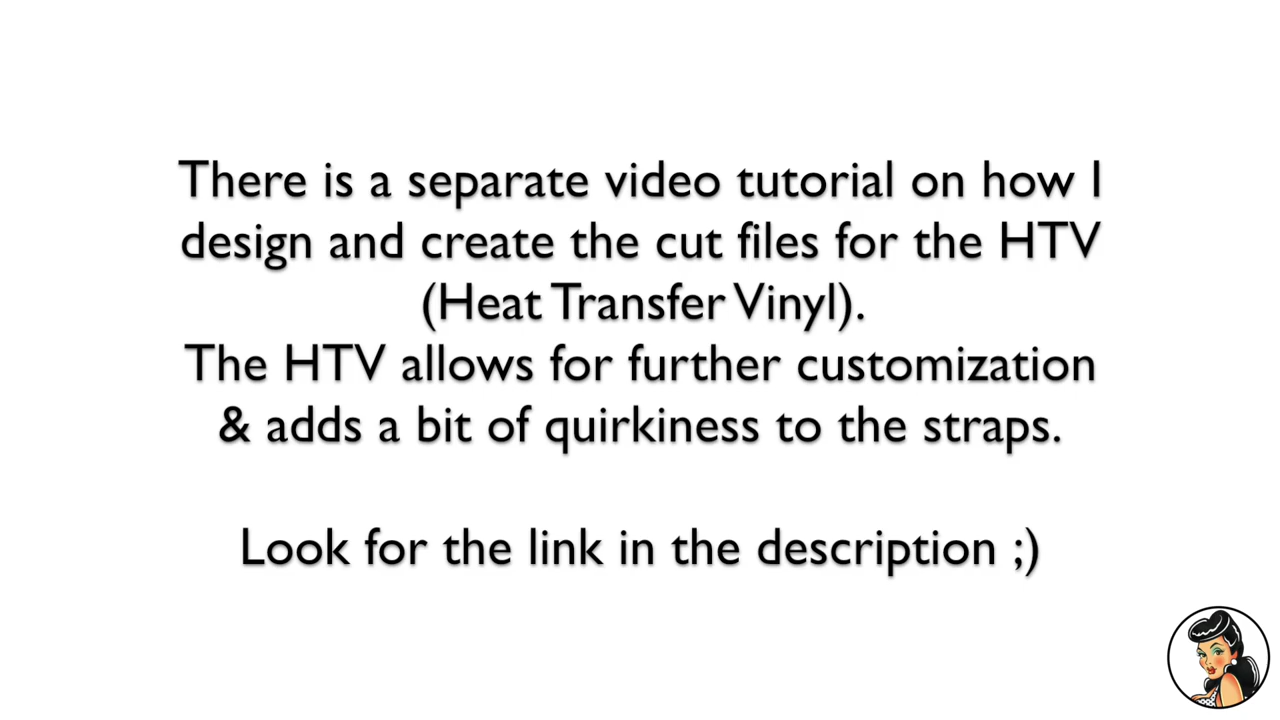 There is a separate video tutorial on how I
design and create the cut files for the HTV
(Heat Transfer Vinyl).
The HTV allows for further customization
& adds a bit of quirkiness to the straps.
Look for the link in the description ;)